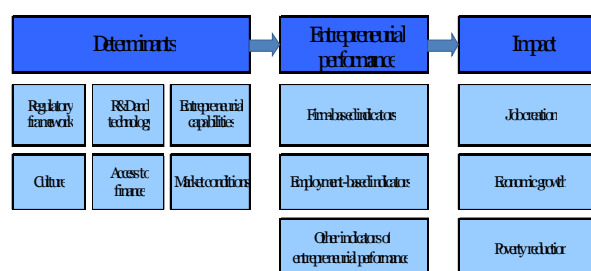 Determinants
Entrepreneurial
performance
Impact
Regulatory
framework
R&D and
technology
Entrepreneurial
capabilities
Firm-based indicators
Job creation
Culture
Access to
finance
Market conditions
Employment-based indicators
Economic growth
Other indicators of
entrepreneurial performance
Poverty reduction